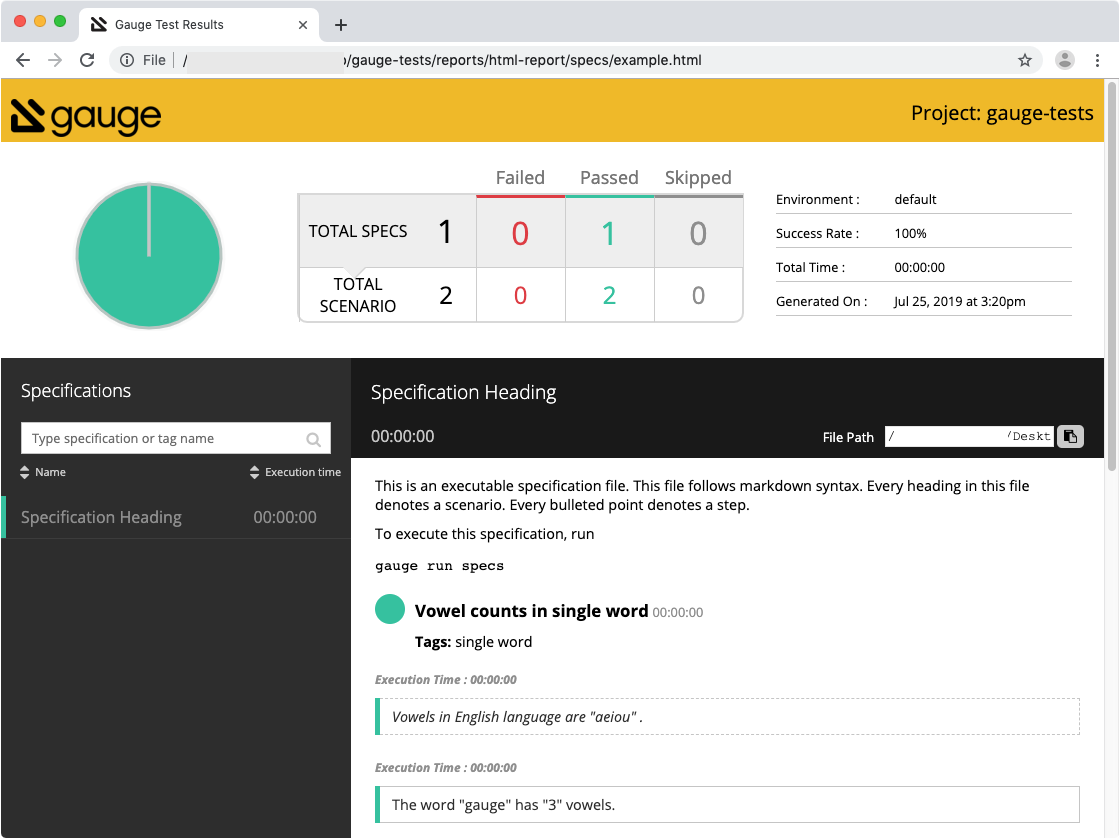 Gauge Test Results
File
/
/gauge-tests/reports/html-report/specs/example.html
gauge
Project: gauge-tests
Failed Passed Skipped
TOTAL SPECS 1 0 1 0
TOTAL
SCENARIO 2 0 2 0
Environment : default
Success Rate : 100%
Total Time : 00:00:00
Generated On : Jul 25, 2019 at 3:20pm
Specifications
Type specification or tag name
Name Execution time
Specification Heading 00:00:00
Specification Heading
00:00:00
File Path / /Deskt
This is an executable specification file. This file follows markdown syntax. Every heading in this file
denotes a scenario. Every bulleted point denotes a step.
To execute this specification, run
gauge run specs
Vowel counts in single word 00:00:00
Tags: single word
Execution Time : 00:00:00
Vowels in English language are "aeiou" .
Execution Time : 00:00:00
The word "gauge" has "3" vowels.